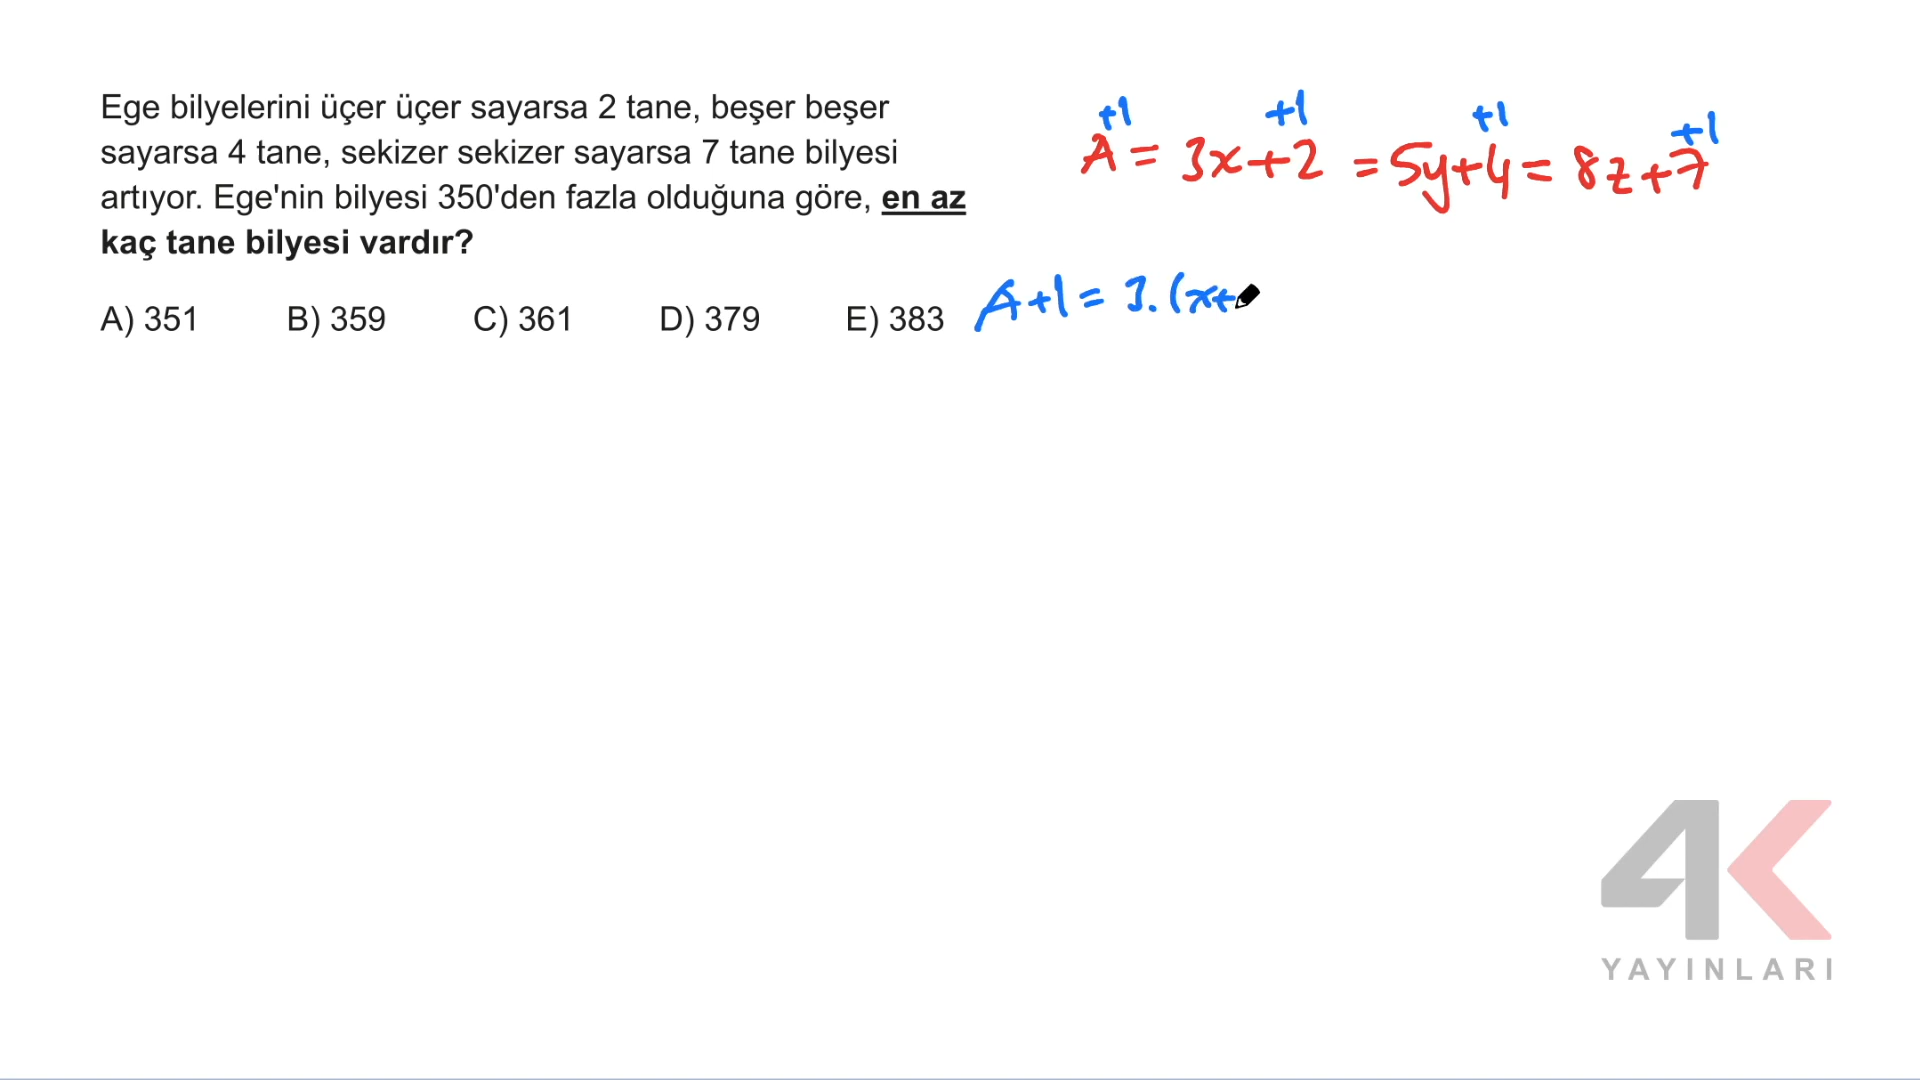 Ege bilyelerini üçer üçer sayarsa 2 tane, beşer beşer
sayarsa 4 tane, sekizer sekizer sayarsa 7 tane bilyesi
artıyor. Ege'nin bilyesi 350'den fazla olduğuna göre, en az
kaç tane bilyesi vardır?
A) 351 B) 359 C) 361 D) 379 E) 383
+1 +1 +1 +1
A = 3x+2 = 5y+4 = 8z+7
A+1 = 3.(x+
4K
YAYINLARI